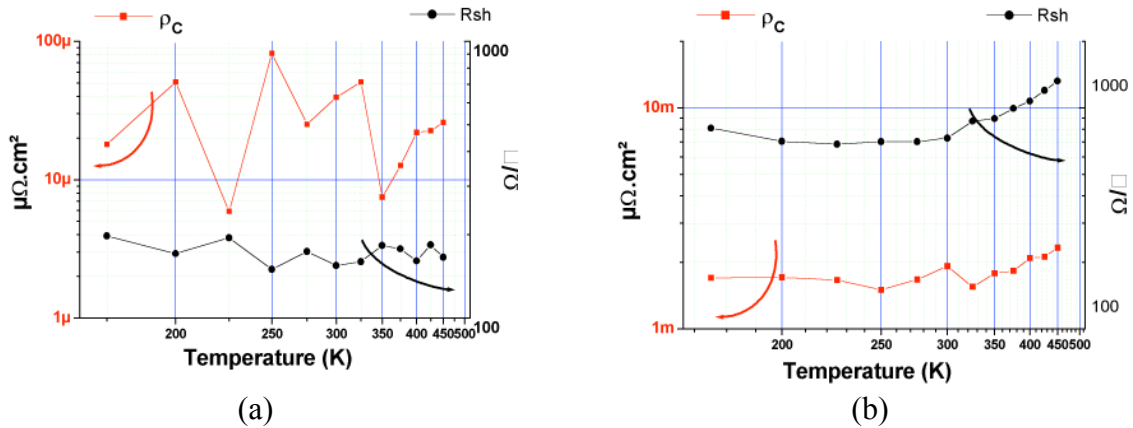 ρC Rsh
100µ
10µ
1µ
µΩ.cm²
1000
100
Ω/□
200 250 300 350 400 450 500
Temperature (K)
(a)
ρC Rsh
10m
1m
µΩ.cm²
1000
100
Ω/□
200 250 300 350 400 450 500
Temperature (K)
(b)